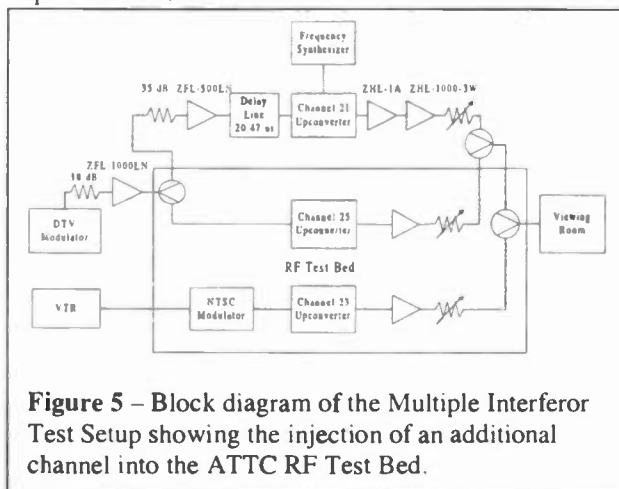 Frequency
Synthesizer
35 dB
ZFL-500LN
Delay
Line
20.47 us
Channel 21
Upconverter
ZHL-1A
ZHL-1000-3W
ZFL 1000LN
10 dB
DTV
Modulator
Channel 25
Upconverter
Viewing
Room
RF Test Bed
VTR
NTSC
Modulator
Channel 23
Upconverter
Figure 5 – Block diagram of the Multiple Interferor
Test Setup showing the injection of an additional
channel into the ATTC RF Test Bed.